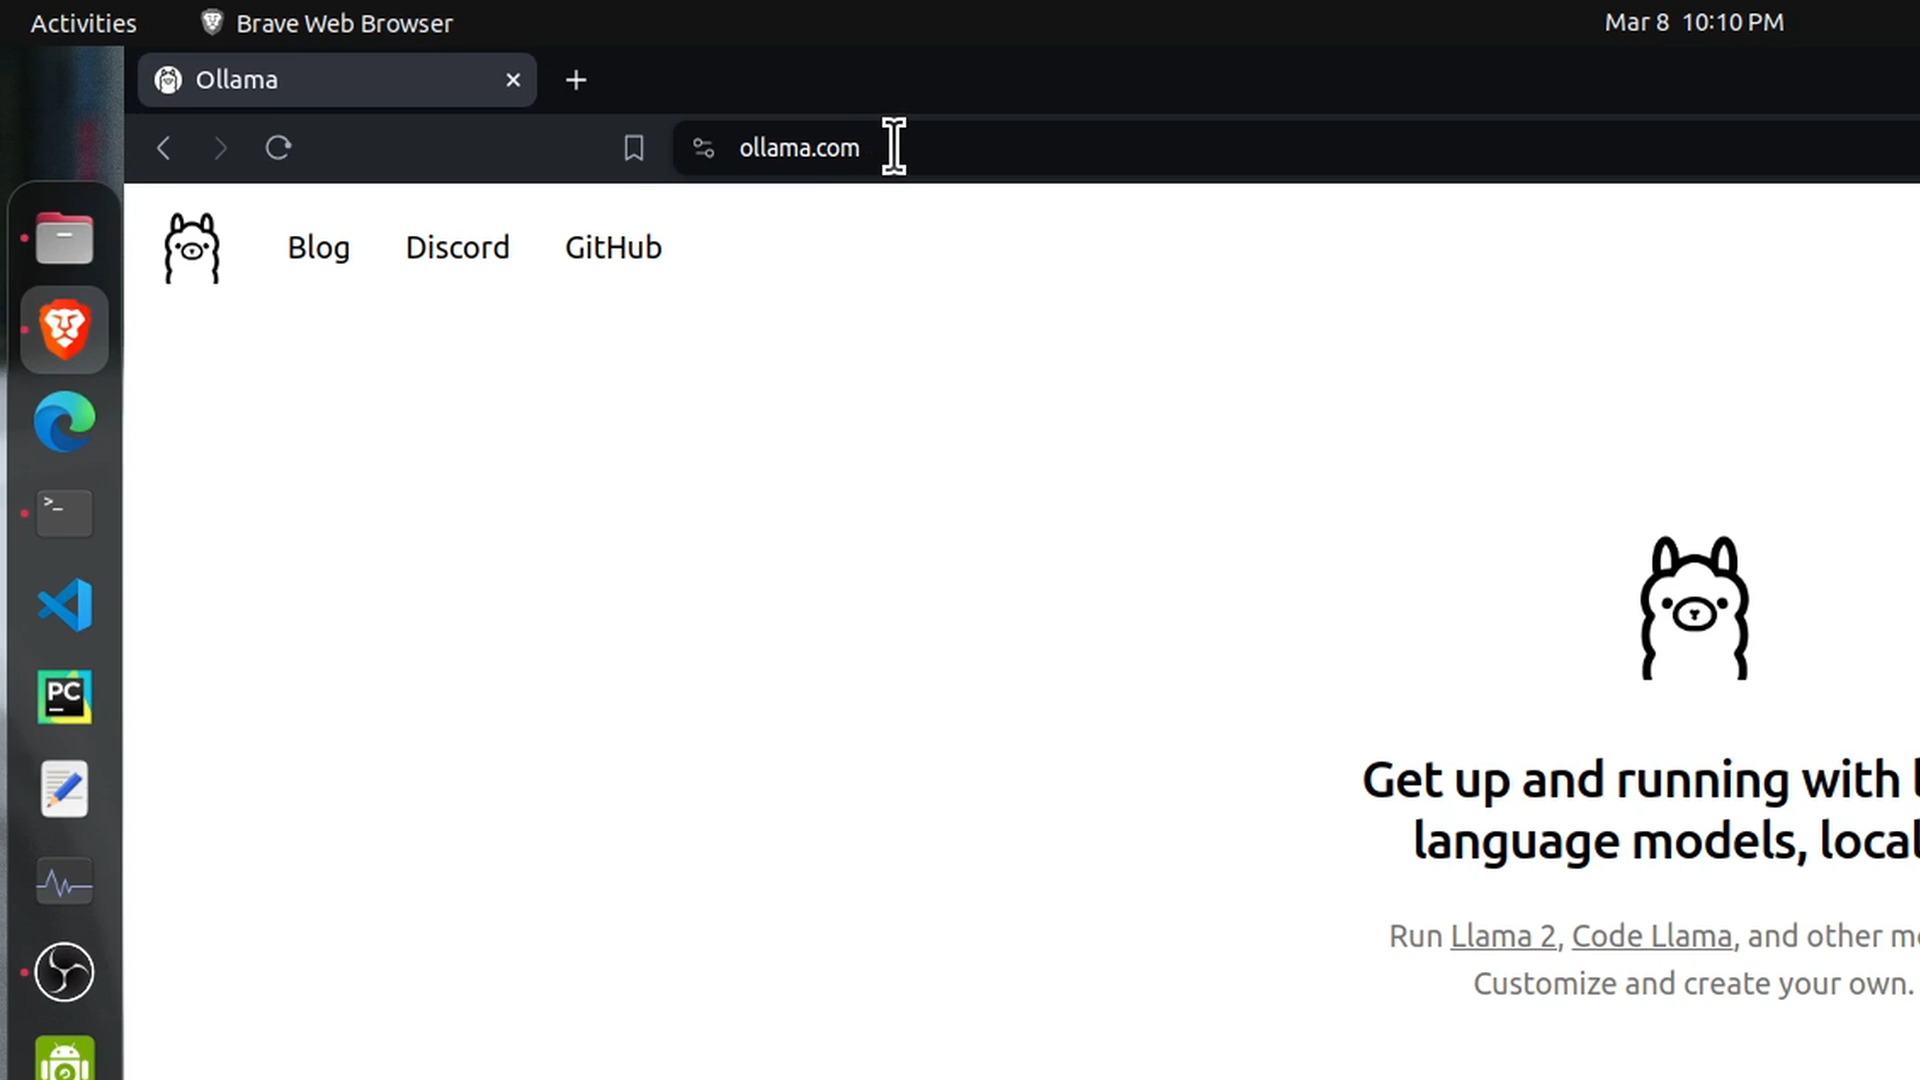 Activities Brave Web Browser Mar 8 10:10 PM
Ollama
ollama.com
Blog Discord GitHub
>_
PC
Get up and running with
language models, local
Run Llama 2, Code Llama, and other
Customize and create your own.